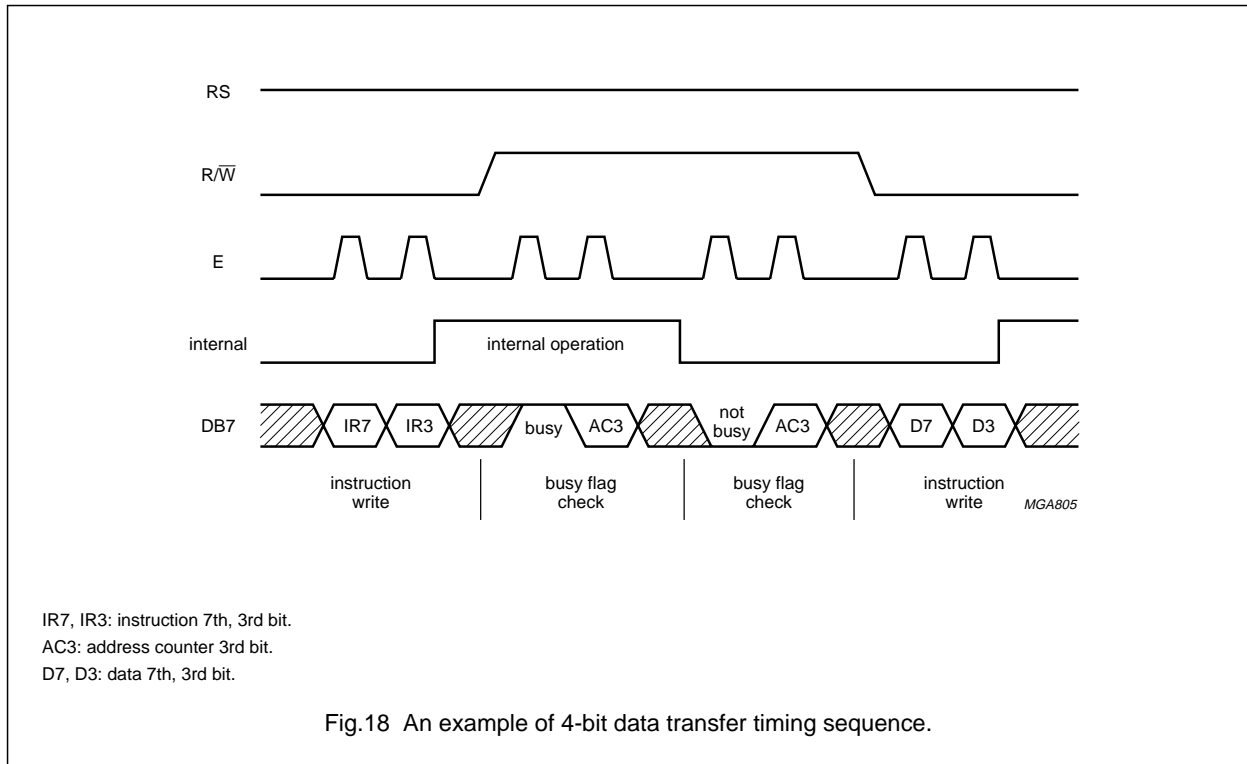 RS
R/W̅
E
internal
internal operation
DB7
IR7
IR3
busy
AC3
not
busy
AC3
D7
D3
instruction
write
busy flag
check
busy flag
check
instruction
write
MGA805
IR7, IR3: instruction 7th, 3rd bit.
AC3: address counter 3rd bit.
D7, D3: data 7th, 3rd bit.
Fig.18 An example of 4-bit data transfer timing sequence.